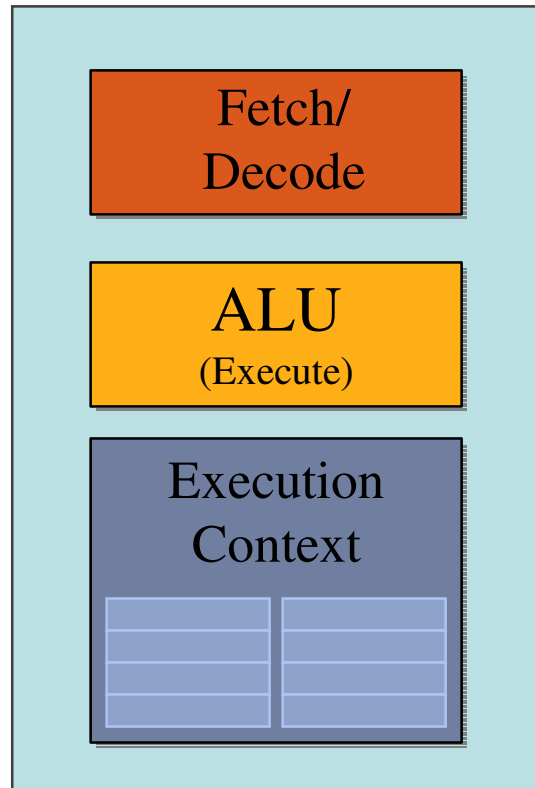 Fetch/
Decode
ALU
(Execute)
Execution
Context